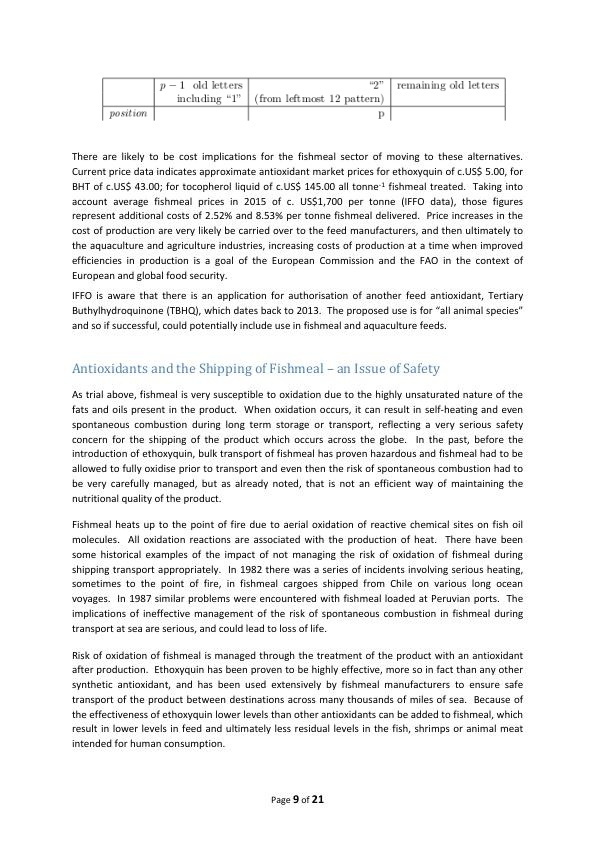 p − 1 old letters “2” remaining old letters
including “1” (from leftmost 12 pattern)
position p
There are likely to be cost implications for the fishmeal sector of moving to these alternatives.
Current price data indicates approximate antioxidant market prices for ethoxyquin of c.US$ 5.00, for
BHT of c.US$ 43.00; for tocopherol liquid of c.US$ 145.00 all tonne⁻¹ fishmeal treated. Taking into
account average fishmeal prices in 2015 of c. US$1,700 per tonne (IFFO data), those figures
represent additional costs of 2.52% and 8.53% per tonne fishmeal delivered. Price increases in the
cost of production are very likely be carried over to the feed manufacturers, and then ultimately to
the aquaculture and agriculture industries, increasing costs of production at a time when improved
efficiencies in production is a goal of the European Commission and the FAO in the context of
European and global food security.
IFFO is aware that there is an application for authorisation of another feed antioxidant, Tertiary
Buthylhydroquinone (TBHQ), which dates back to 2013. The proposed use is for “all animal species”
and so if successful, could potentially include use in fishmeal and aquaculture feeds.
Antioxidants and the Shipping of Fishmeal – an Issue of Safety
As trial above, fishmeal is very susceptible to oxidation due to the highly unsaturated nature of the
fats and oils present in the product. When oxidation occurs, it can result in self-heating and even
spontaneous combustion during long term storage or transport, reflecting a very serious safety
concern for the shipping of the product which occurs across the globe. In the past, before the
introduction of ethoxyquin, bulk transport of fishmeal has proven hazardous and fishmeal had to be
allowed to fully oxidise prior to transport and even then the risk of spontaneous combustion had to
be very carefully managed, but as already noted, that is not an efficient way of maintaining the
nutritional quality of the product.
Fishmeal heats up to the point of fire due to aerial oxidation of reactive chemical sites on fish oil
molecules. All oxidation reactions are associated with the production of heat. There have been
some historical examples of the impact of not managing the risk of oxidation of fishmeal during
shipping transport appropriately. In 1982 there was a series of incidents involving serious heating,
sometimes to the point of fire, in fishmeal cargoes shipped from Chile on various long ocean
voyages. In 1987 similar problems were encountered with fishmeal loaded at Peruvian ports. The
implications of ineffective management of the risk of spontaneous combustion in fishmeal during
transport at sea are serious, and could lead to loss of life.
Risk of oxidation of fishmeal is managed through the treatment of the product with an antioxidant
after production. Ethoxyquin has been proven to be highly effective, more so in fact than any other
synthetic antioxidant, and has been used extensively by fishmeal manufacturers to ensure safe
transport of the product between destinations across many thousands of miles of sea. Because of
the effectiveness of ethoxyquin lower levels than other antioxidants can be added to fishmeal, which
result in lower levels in feed and ultimately less residual levels in the fish, shrimps or animal meat
intended for human consumption.
Page 9 of 21